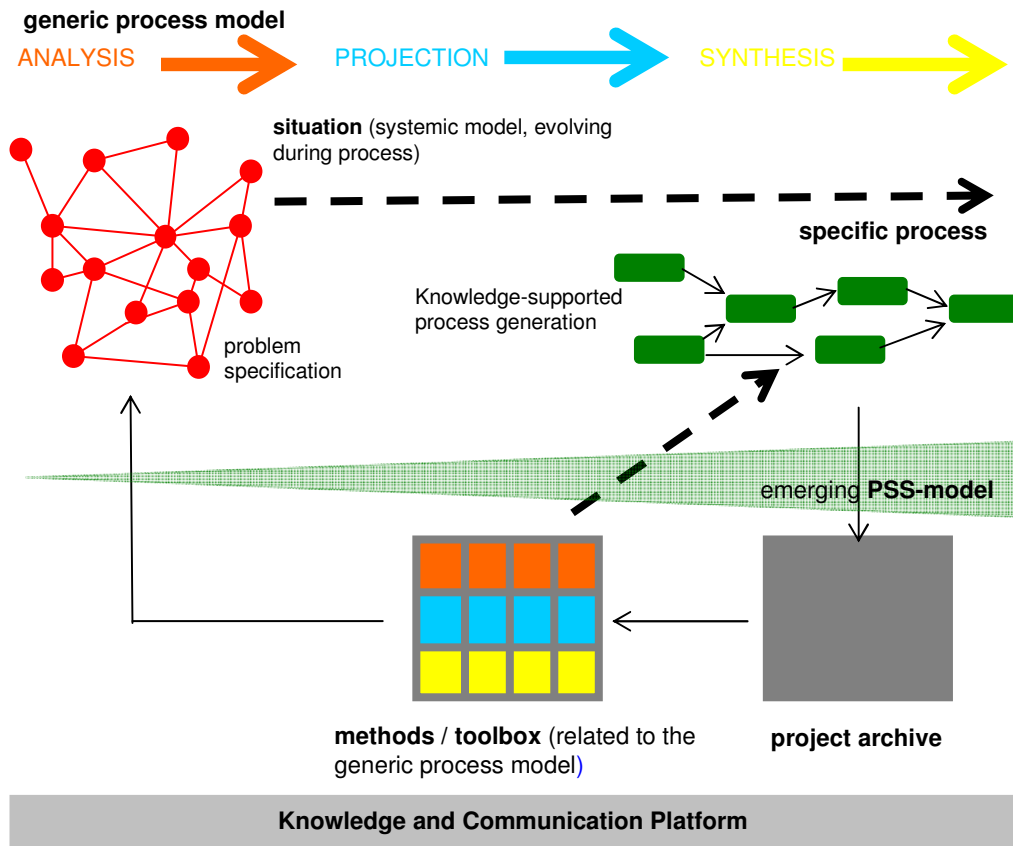 generic process model
ANALYSIS
PROJECTION
SYNTHESIS
situation (systemic model, evolving
during process)
specific process
Knowledge-supported
process generation
problem
specification
emerging PSS-model
methods / toolbox (related to the
generic process model)
project archive
Knowledge and Communication Platform